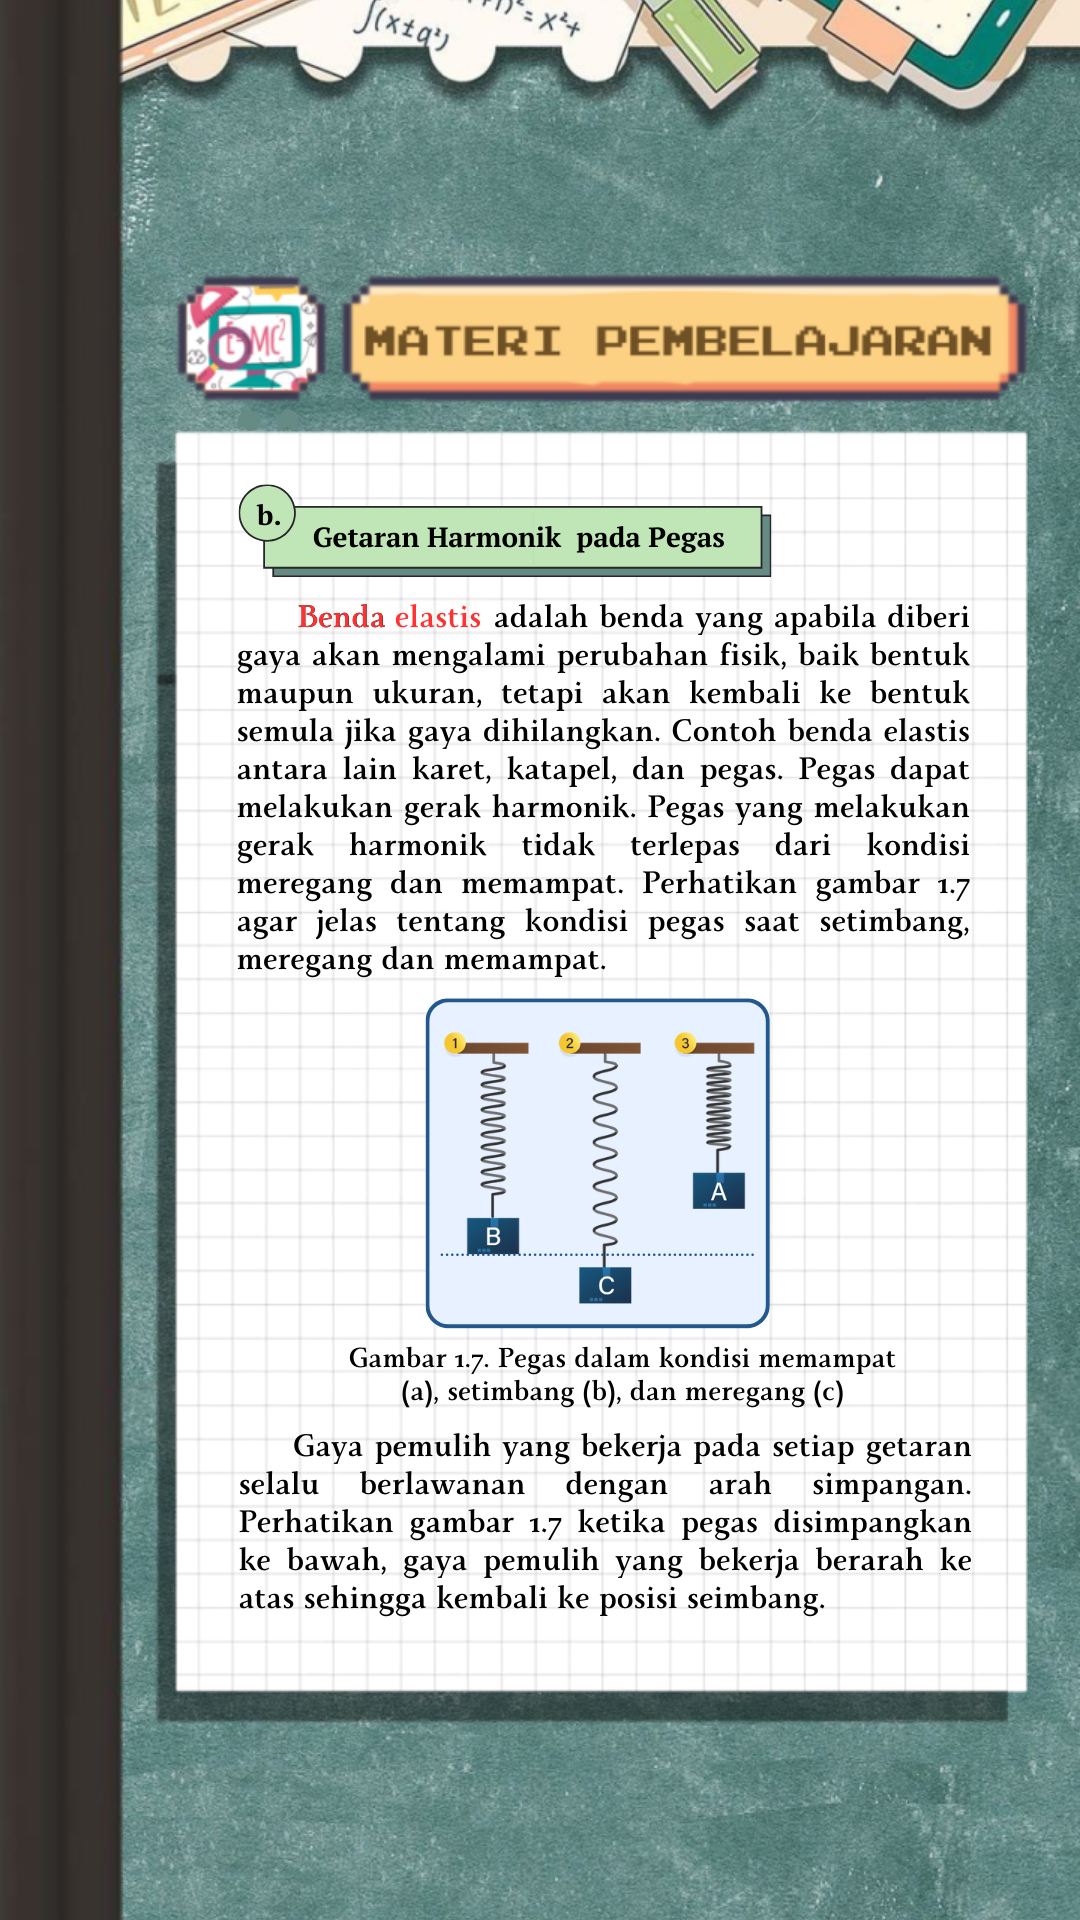 ∫(x±a²)
)²= x²+
E=MC²
MATERI PEMBELAJARAN
b.
Getaran Harmonik pada Pegas
Benda elastis adalah benda yang apabila diberi
gaya akan mengalami perubahan fisik, baik bentuk
maupun ukuran, tetapi akan kembali ke bentuk
semula jika gaya dihilangkan. Contoh benda elastis
antara lain karet, katapel, dan pegas. Pegas dapat
melakukan gerak harmonik. Pegas yang melakukan
gerak harmonik tidak terlepas dari kondisi
meregang dan memampat. Perhatikan gambar 1.7
agar jelas tentang kondisi pegas saat setimbang,
meregang dan memampat.
1 2 3
A
B
C
Gambar 1.7. Pegas dalam kondisi memampat
(a), setimbang (b), dan meregang (c)
Gaya pemulih yang bekerja pada setiap getaran
selalu berlawanan dengan arah simpangan.
Perhatikan gambar 1.7 ketika pegas disimpangkan
ke bawah, gaya pemulih yang bekerja berarah ke
atas sehingga kembali ke posisi seimbang.